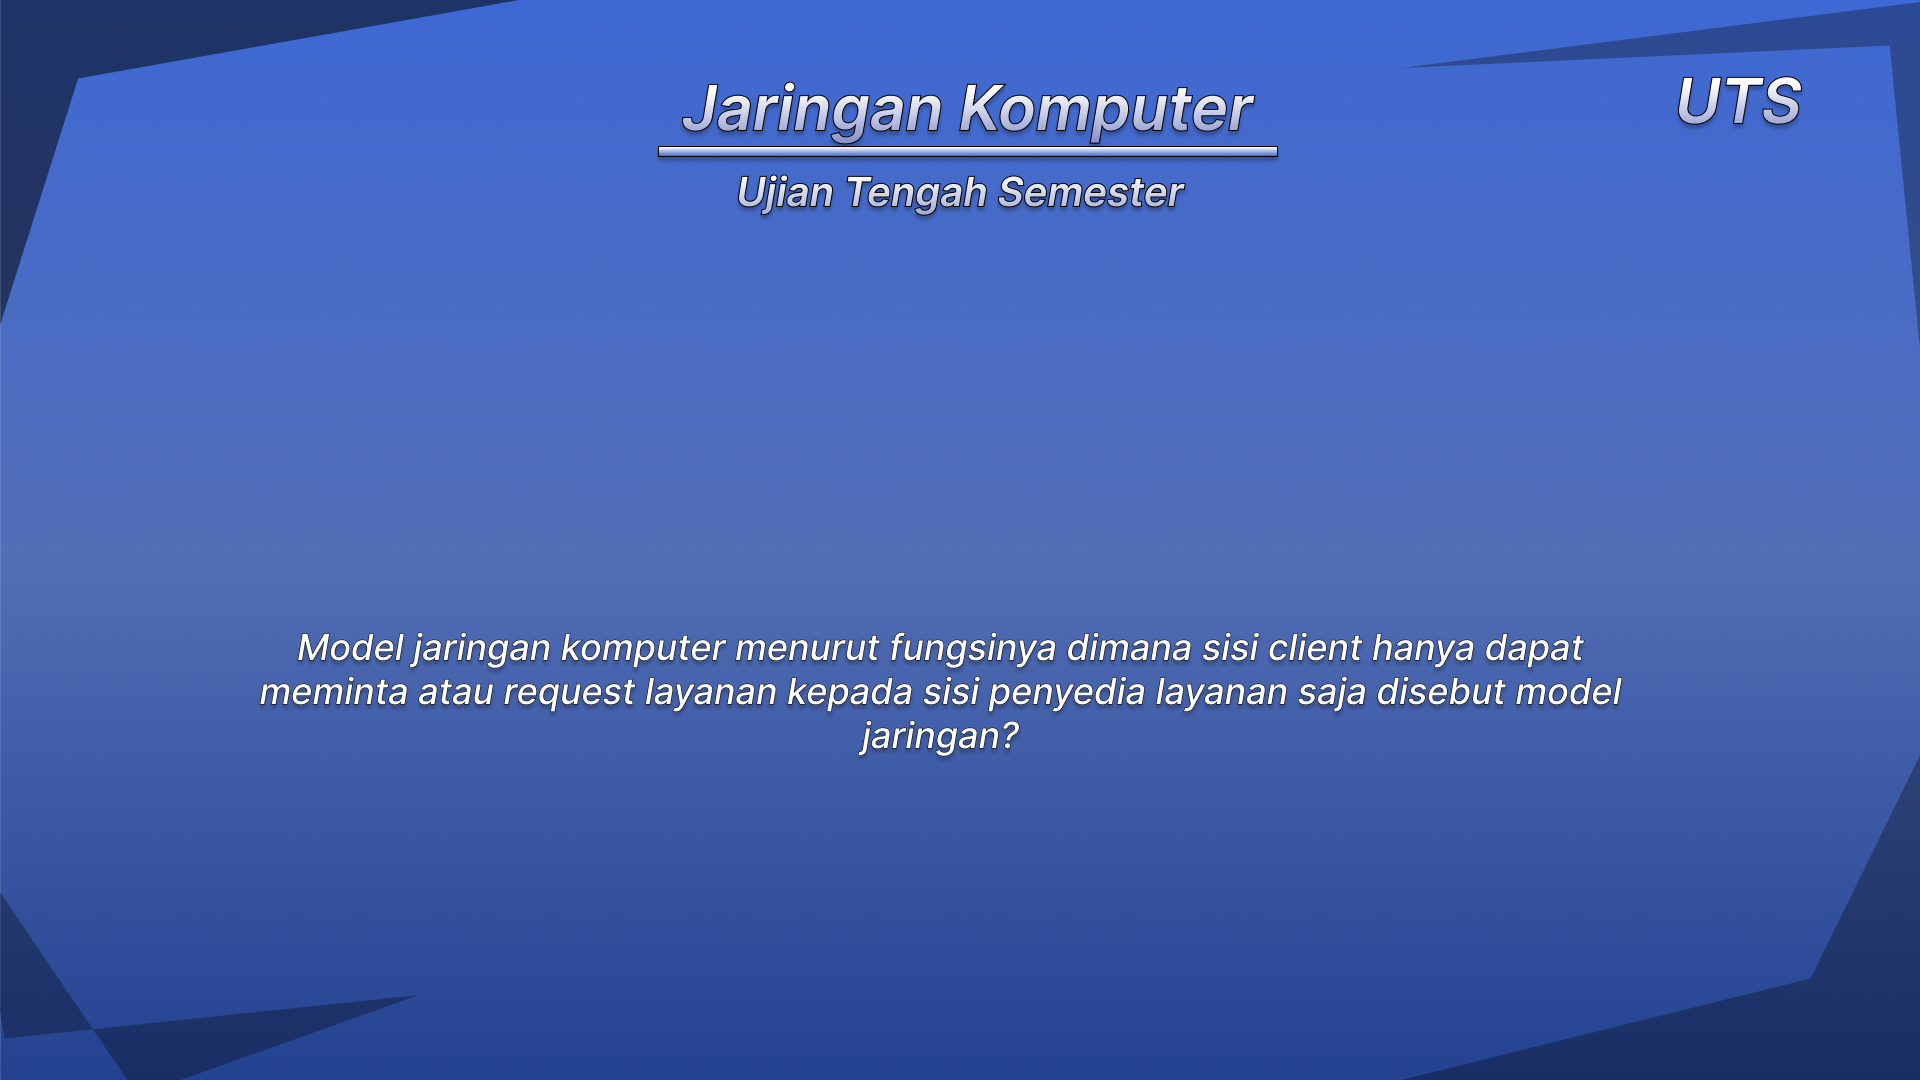 Jaringan Komputer
UTS
Ujian Tengah Semester
Model jaringan komputer menurut fungsinya dimana sisi client hanya dapat
meminta atau request layanan kepada sisi penyedia layanan saja disebut model
jaringan?